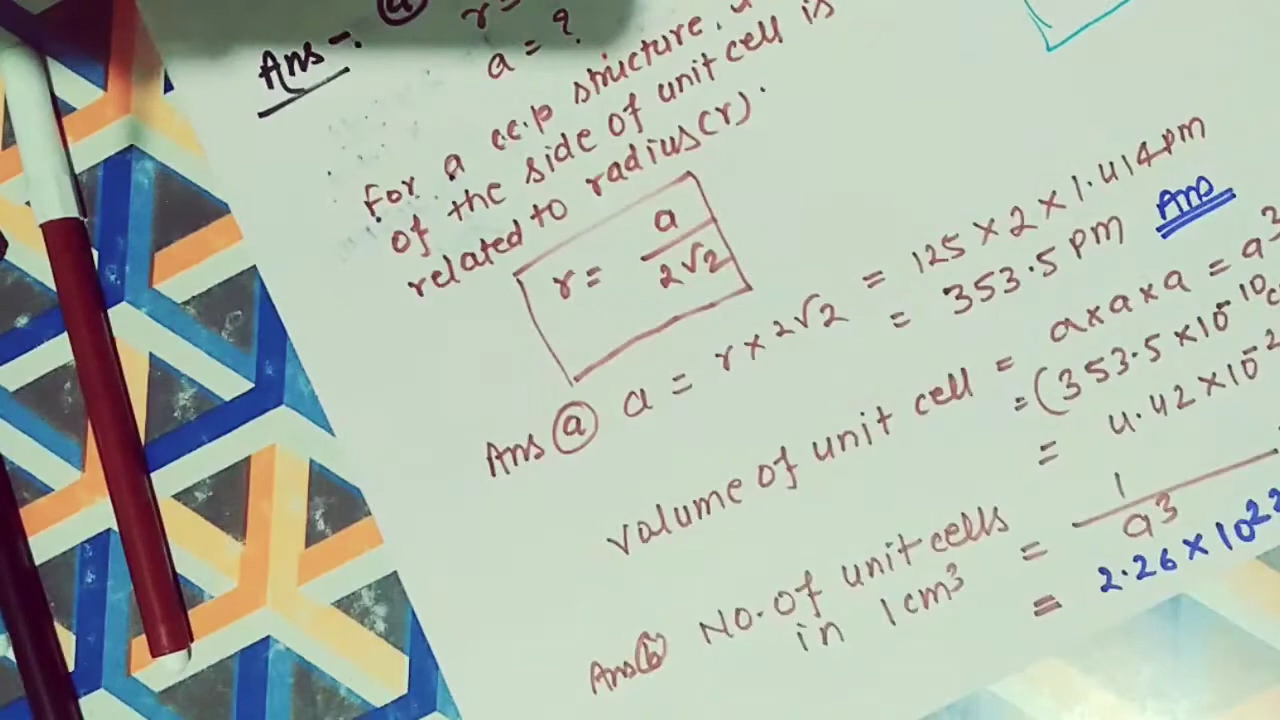 Ans-. (a) r=
a = ?
For a cc.p structure,
of the side of unit cell is
related to radius(r).
r = a / 2√2
Ans (a) a = r × 2√2 = 125 × 2 × 1.414 pm
= 353.5 pm Ans
volume of unit cell = a × a × a = a³
= (353.5 × 10⁻¹⁰ c
= 4.42 × 10⁻²
Ans (b) No. of unit cells in 1 cm³ = 1 / a³
= 2.26 × 10²²